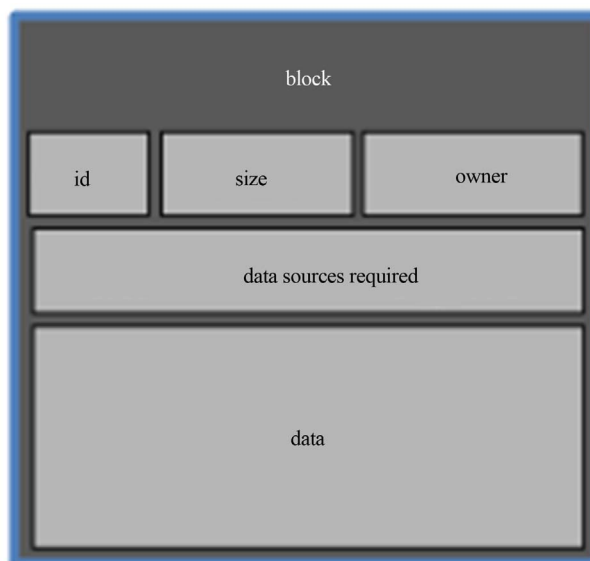 block
id
size
owner
data sources required
data